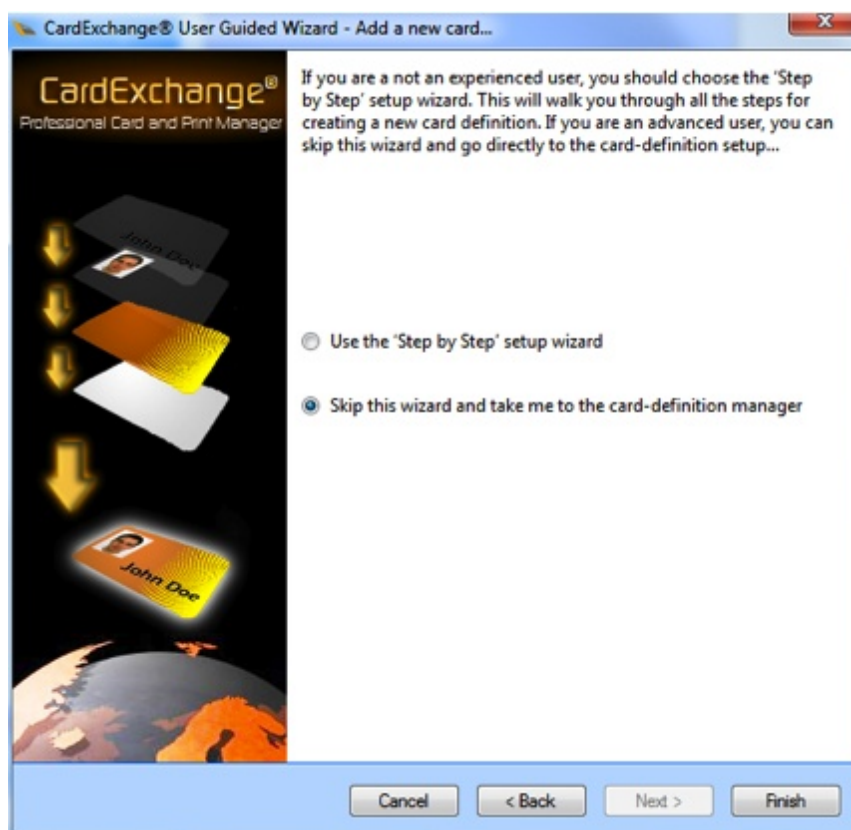 CardExchange® User Guided Wizard - Add a new card...
CardExchange®
Professional Card and Print Manager
If you are a not an experienced user, you should choose the 'Step
by Step' setup wizard. This will walk you through all the steps for
creating a new card definition. If you are an advanced user, you can
skip this wizard and go directly to the card-definition setup...
John Doe
Use the 'Step by Step' setup wizard
Skip this wizard and take me to the card-definition manager
John Doe
Cancel
< Back
Next >
Finish